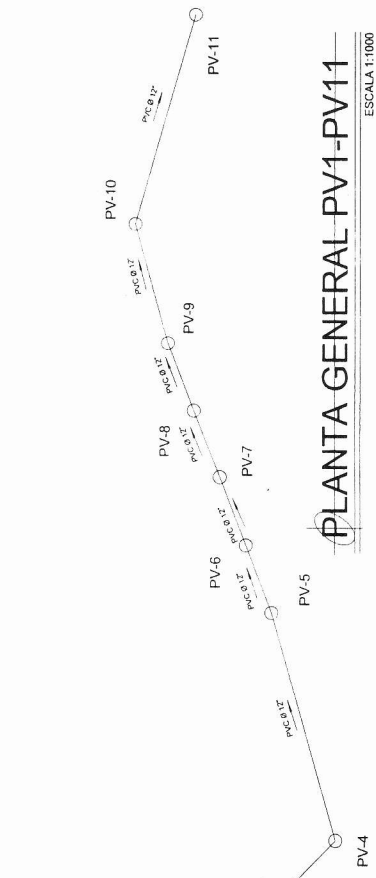 PV-11
PVC Ø 12"
PV-10
PVC Ø 12"
PV-9
PVC Ø 12"
PV-8
PVC Ø 12"
PV-7
PVC Ø 12"
PV-6
PVC Ø 12"
PV-5
PVC Ø 12"
PV-4
PLANTA GENERAL PV1-PV11
ESCALA 1:1000